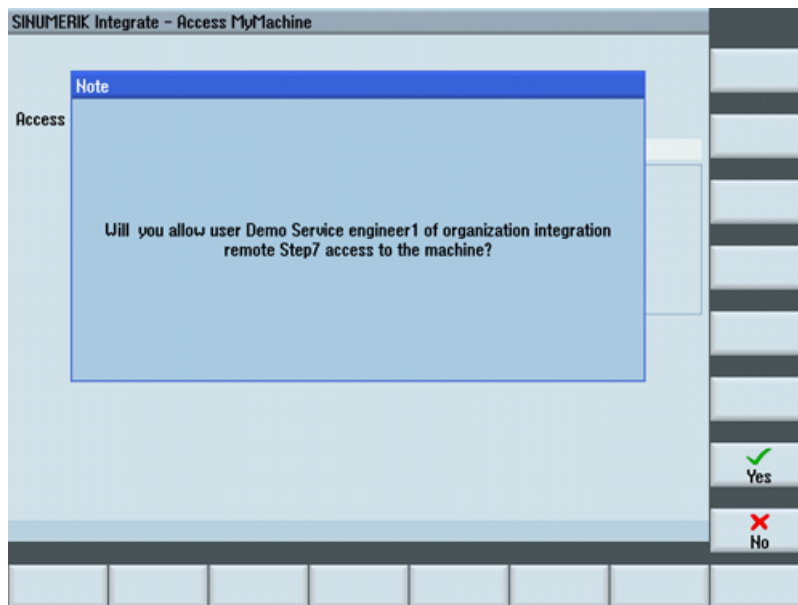 SINUMERIK Integrate - Access MyMachine
Note
Access
Will you allow user Demo Service engineer1 of organization integration
remote Step7 access to the machine?
Yes
No